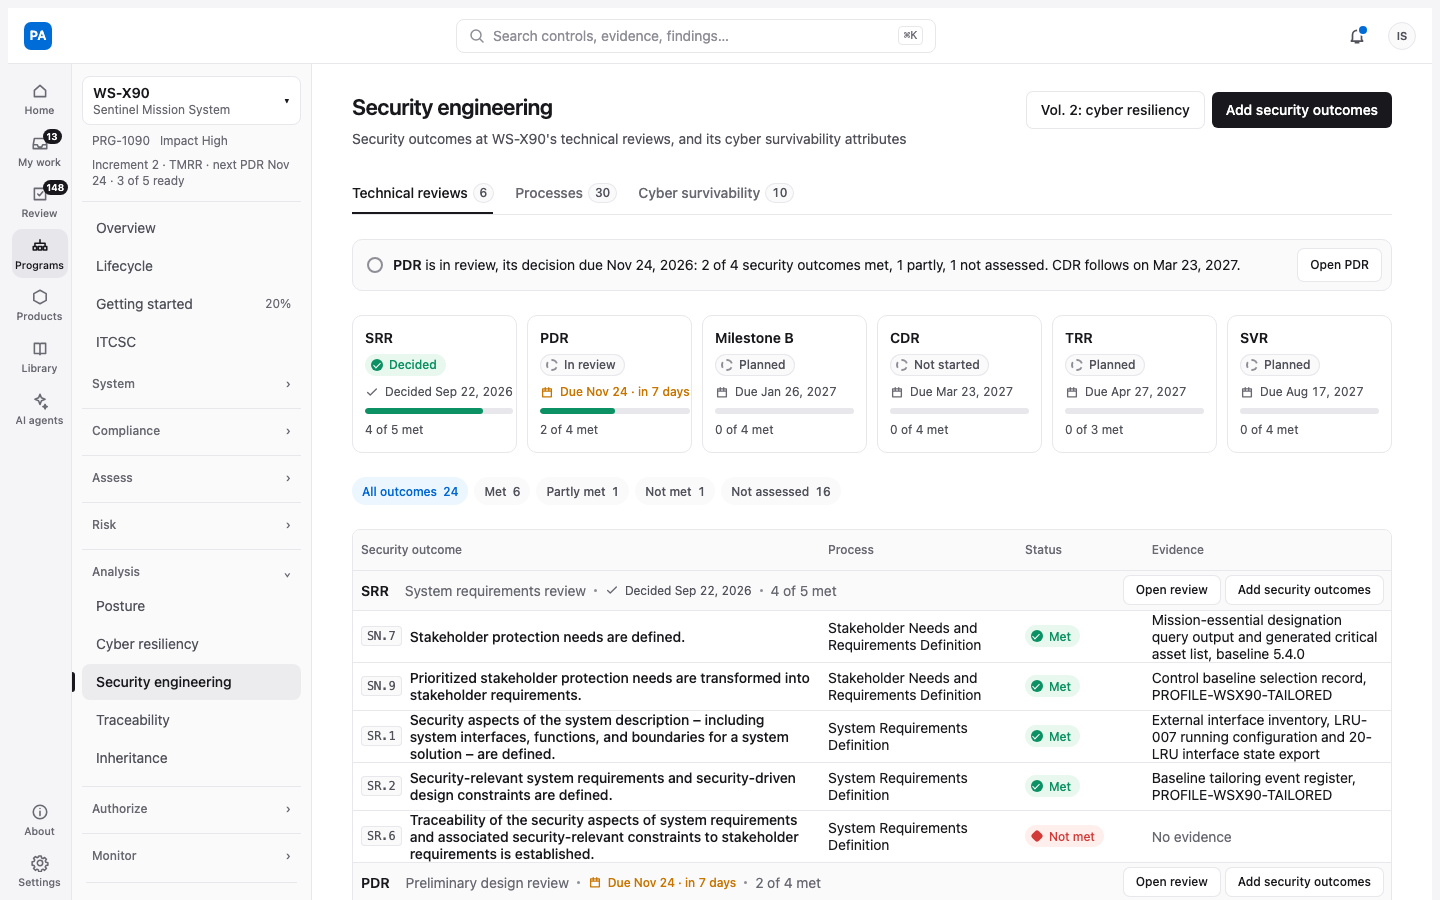 PA
Search controls, evidence, findings...
⌘K
IS
Home
13
My work
148
Review
Programs
Products
Library
AI agents
About
Settings
WS-X90
Sentinel Mission System
PRG-1090 Impact High
Increment 2 · TMRR · next PDR Nov
24 · 3 of 5 ready
Overview
Lifecycle
Getting started 20%
ITCSC
System
Compliance
Assess
Risk
Analysis
Posture
Cyber resiliency
Security engineering
Traceability
Inheritance
Authorize
Monitor
Security engineering
Security outcomes at WS-X90's technical reviews, and its cyber survivability attributes
Vol. 2: cyber resiliency
Add security outcomes
Technical reviews 6
Processes 30
Cyber survivability 10
PDR is in review, its decision due Nov 24, 2026: 2 of 4 security outcomes met, 1 partly, 1 not assessed. CDR follows on Mar 23, 2027.
Open PDR
SRR
Decided
Decided Sep 22, 2026
4 of 5 met
PDR
In review
Due Nov 24 · in 7 days
2 of 4 met
Milestone B
Planned
Due Jan 26, 2027
0 of 4 met
CDR
Not started
Due Mar 23, 2027
0 of 4 met
TRR
Planned
Due Apr 27, 2027
0 of 3 met
SVR
Planned
Due Aug 17, 2027
0 of 4 met
All outcomes 24
Met 6
Partly met 1
Not met 1
Not assessed 16
Security outcome Process Status Evidence
SRR System requirements review · Decided Sep 22, 2026 · 4 of 5 met
Open review
Add security outcomes
SN.7
Stakeholder protection needs are defined.
Stakeholder Needs and
Requirements Definition
Met
Mission-essential designation
query output and generated critical
asset list, baseline 5.4.0
SN.9
Prioritized stakeholder protection needs are transformed into
stakeholder requirements.
Stakeholder Needs and
Requirements Definition
Met
Control baseline selection record,
PROFILE-WSX90-TAILORED
SR.1
Security aspects of the system description – including
system interfaces, functions, and boundaries for a system
solution – are defined.
System Requirements
Definition
Met
External interface inventory, LRU-
007 running configuration and 20-
LRU interface state export
SR.2
Security-relevant system requirements and security-driven
design constraints are defined.
System Requirements
Definition
Met
Baseline tailoring event register,
PROFILE-WSX90-TAILORED
SR.6
Traceability of the security aspects of system requirements
and associated security-relevant constraints to stakeholder
requirements is established.
System Requirements
Definition
Not met
No evidence
PDR Preliminary design review · Due Nov 24 · in 7 days · 2 of 4 met
Open review
Add security outcomes